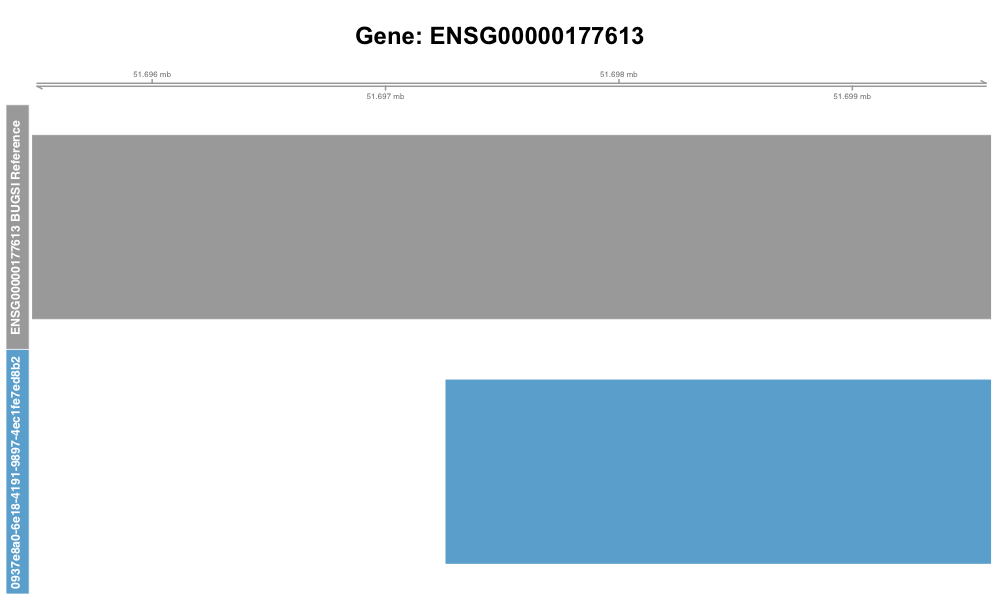 Gene: ENSG00000177613
51.696 mb
51.698 mb
51.697 mb
51.699 mb
ENSG00000177613 BUGSI Reference
0937e8a0-6e18-4191-9897-4ec1fe7ed8b2